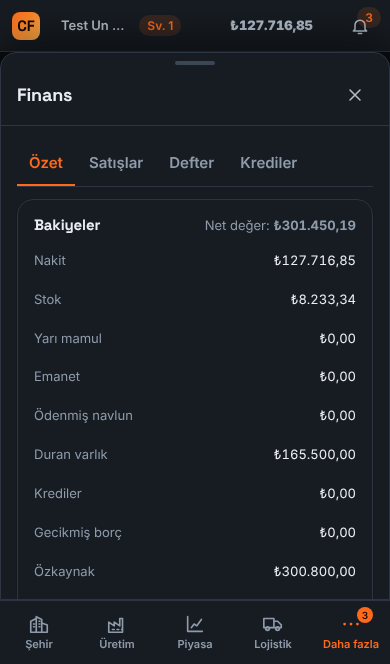 CF Test Un ... Sv. 1 ₺127.716,85 3
Finans
Özet Satışlar Defter Krediler
Bakiyeler Net değer: ₺301.450,19
Nakit ₺127.716,85
Stok ₺8.233,34
Yarı mamul ₺0,00
Emanet ₺0,00
Ödenmiş navlun ₺0,00
Duran varlık ₺165.500,00
Krediler ₺0,00
Gecikmiş borç ₺0,00
Özkaynak ₺300.800,00
3
Şehir Üretim Piyasa Lojistik Daha fazla